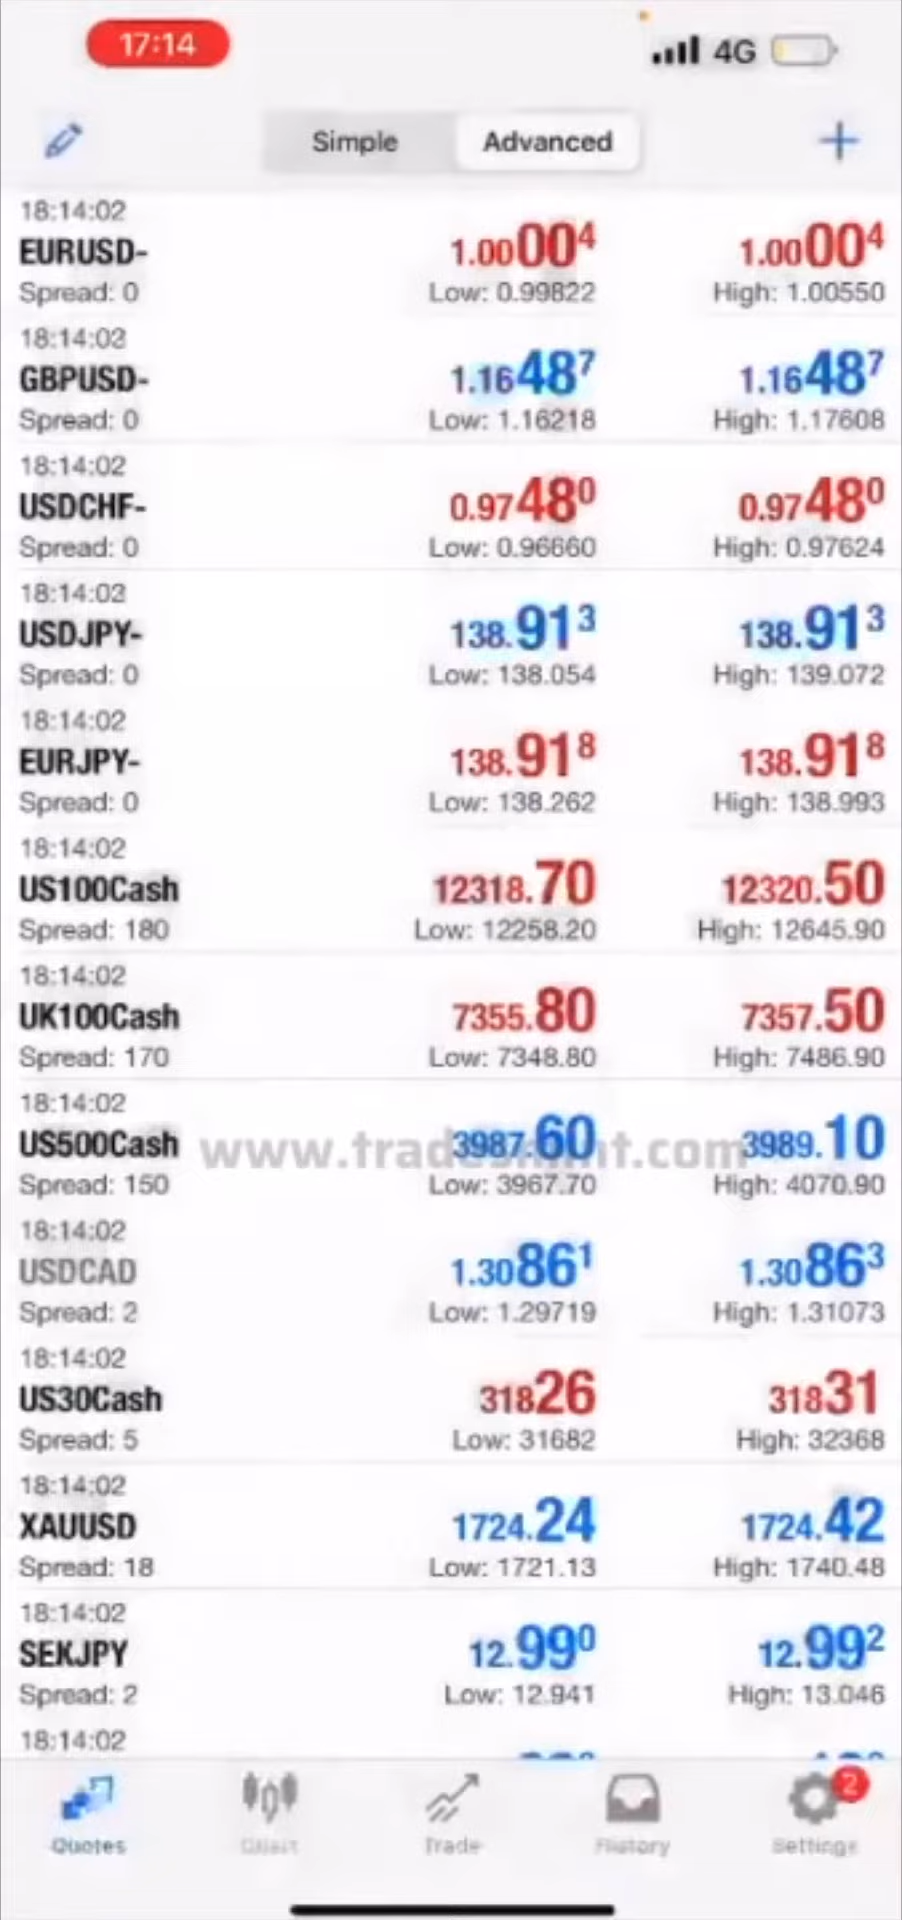 17:14 4G
Simple Advanced
18:14:02
EURUSD- 1.00004 1.00004
Spread: 0 Low: 0.99822 High: 1.00550
18:14:02
GBPUSD- 1.16487 1.16487
Spread: 0 Low: 1.16218 High: 1.17608
18:14:02
USDCHF- 0.97480 0.97480
Spread: 0 Low: 0.96660 High: 0.97624
18:14:02
USDJPY- 138.913 138.913
Spread: 0 Low: 138.054 High: 139.072
18:14:02
EURJPY- 138.918 138.918
Spread: 0 Low: 138.262 High: 138.993
18:14:02
US100Cash 12318.70 12320.50
Spread: 180 Low: 12258.20 High: 12645.90
18:14:02
UK100Cash 7355.80 7357.50
Spread: 170 Low: 7348.80 High: 7486.90
18:14:02
US500Cash 3987.60 3989.10
Spread: 150 Low: 3967.70 High: 4070.90
18:14:02
USDCAD 1.30861 1.30863
Spread: 2 Low: 1.29719 High: 1.31073
18:14:02
US30Cash 31826 31831
Spread: 5 Low: 31682 High: 32368
18:14:02
XAUUSD 1724.24 1724.42
Spread: 18 Low: 1721.13 High: 1740.48
18:14:02
SEKJPY 12.990 12.992
Spread: 2 Low: 12.941 High: 13.046
18:14:02
2
Quotes Chart Trade History Settings